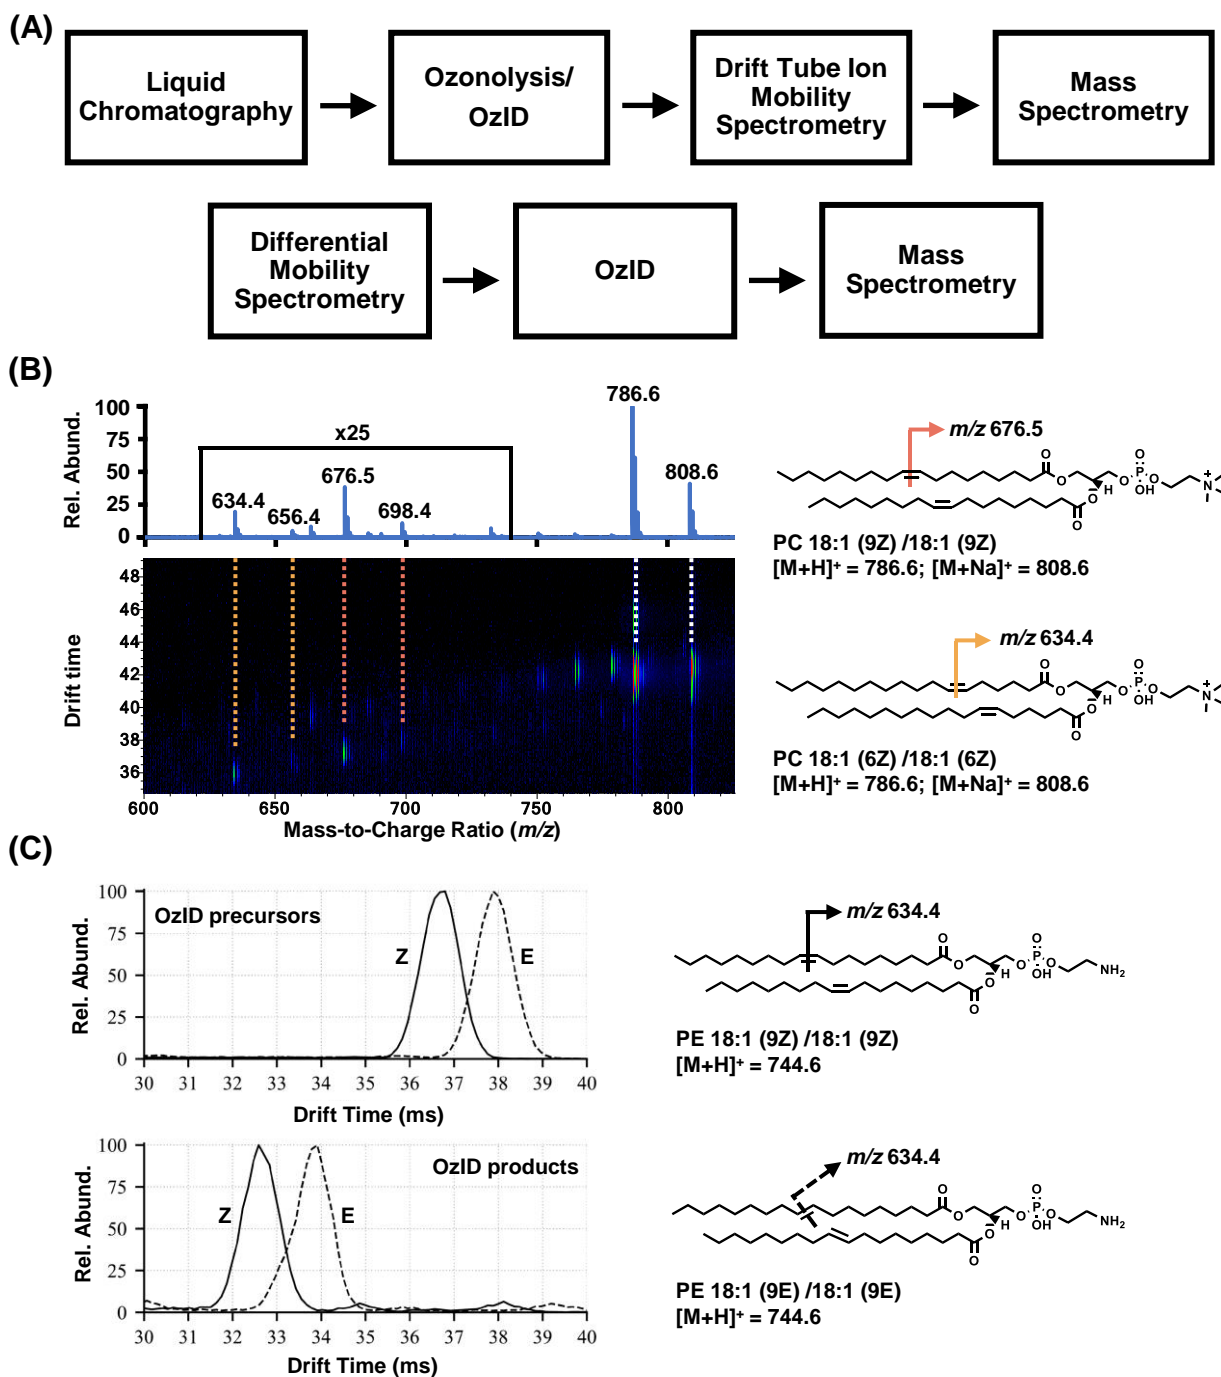 (A)
Liquid
Chromatography
Ozonolysis/
OzID
Drift Tube Ion
Mobility
Spectrometry
Mass
Spectrometry
Differential
Mobility
Spectrometry
OzID
Mass
Spectrometry
(B)
Rel. Abund.
100
75
50
25
0
x25
634.4
656.4
676.5
698.4
786.6
808.6
Drift time
48
46
44
42
40
38
36
600 650 700 750 800
Mass-to-Charge Ratio (m/z)
m/z 676.5
O
O
O
P
OH
O
N
+
H
O
O
PC 18:1 (9Z) /18:1 (9Z)
[M+H]+ = 786.6; [M+Na]+ = 808.6
m/z 634.4
O
O
O
P
OH
O
N
+
H
O
O
PC 18:1 (6Z) /18:1 (6Z)
[M+H]+ = 786.6; [M+Na]+ = 808.6
(C)
Rel. Abund.
100
75
50
25
0
OzID precursors
Z
E
30 31 32 33 34 35 36 37 38 39 40
Drift Time (ms)
m/z 634.4
O
O
O
O
P
OH
O
NH2
H
O
O
PE 18:1 (9Z) /18:1 (9Z)
[M+H]+ = 744.6
Rel. Abund.
100
75
50
25
0
OzID products
Z
E
30 31 32 33 34 35 36 37 38 39 40
Drift Time (ms)
m/z 634.4
O
O
O
O
P
OH
O
NH2
H
O
O
PE 18:1 (9E) /18:1 (9E)
[M+H]+ = 744.6